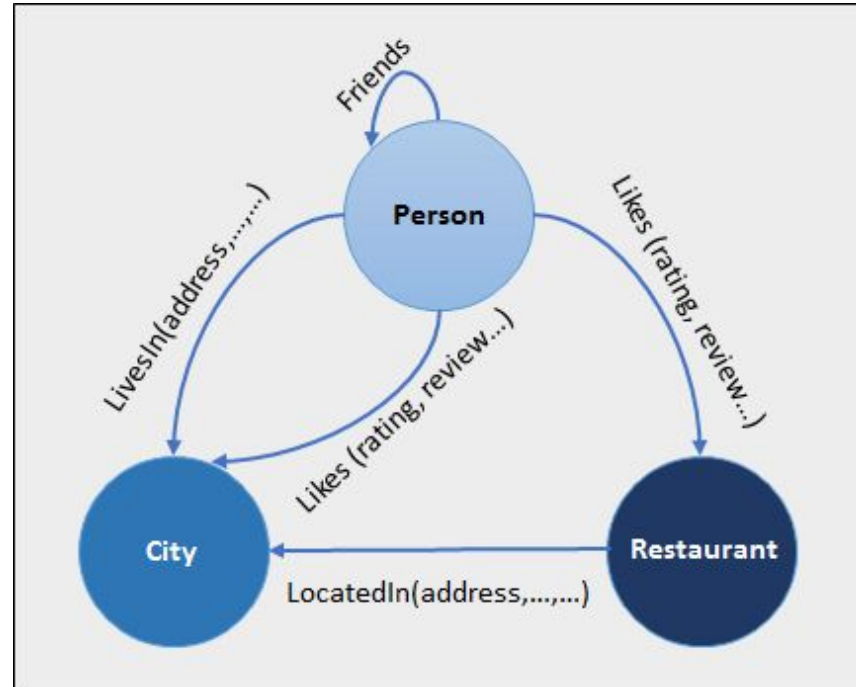 Friends
Person
LivesIn(address,...,...)
Likes (rating, review...)
Likes (rating, review...)
City
Restaurant
LocatedIn(address,...,...)